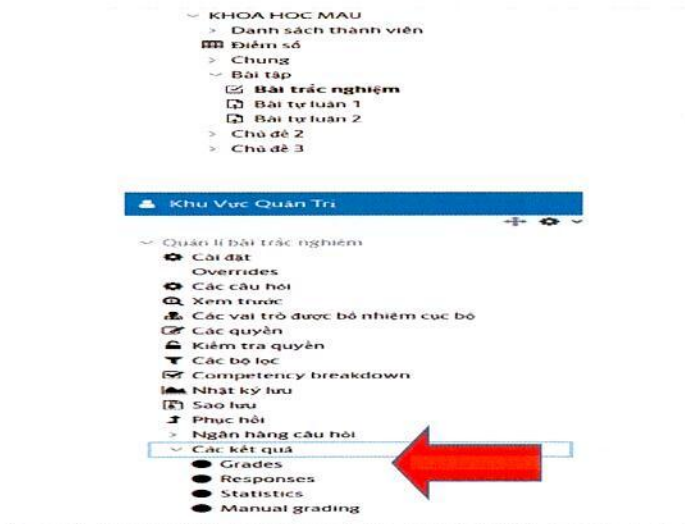 KHOA HOC MAU
Danh sách thành viên
Điểm số
Chung
Bài tập
Bài trắc nghiệm
Bài tự luận 1
Bài tự luận 2
Chủ đề 2
Chủ đề 3
Khu Vực Quản Trị
Quản lí bài trắc nghiệm
Cài đặt
Overrides
Các câu hỏi
Xem trước
Các vai trò được bổ nhiệm cục bộ
Các quyền
Kiểm tra quyền
Các bộ lọc
Competency breakdown
Nhật ký lưu
Sao lưu
Phục hồi
Ngân hàng câu hỏi
Các kết quả
Grades
Responses
Statistics
Manual grading